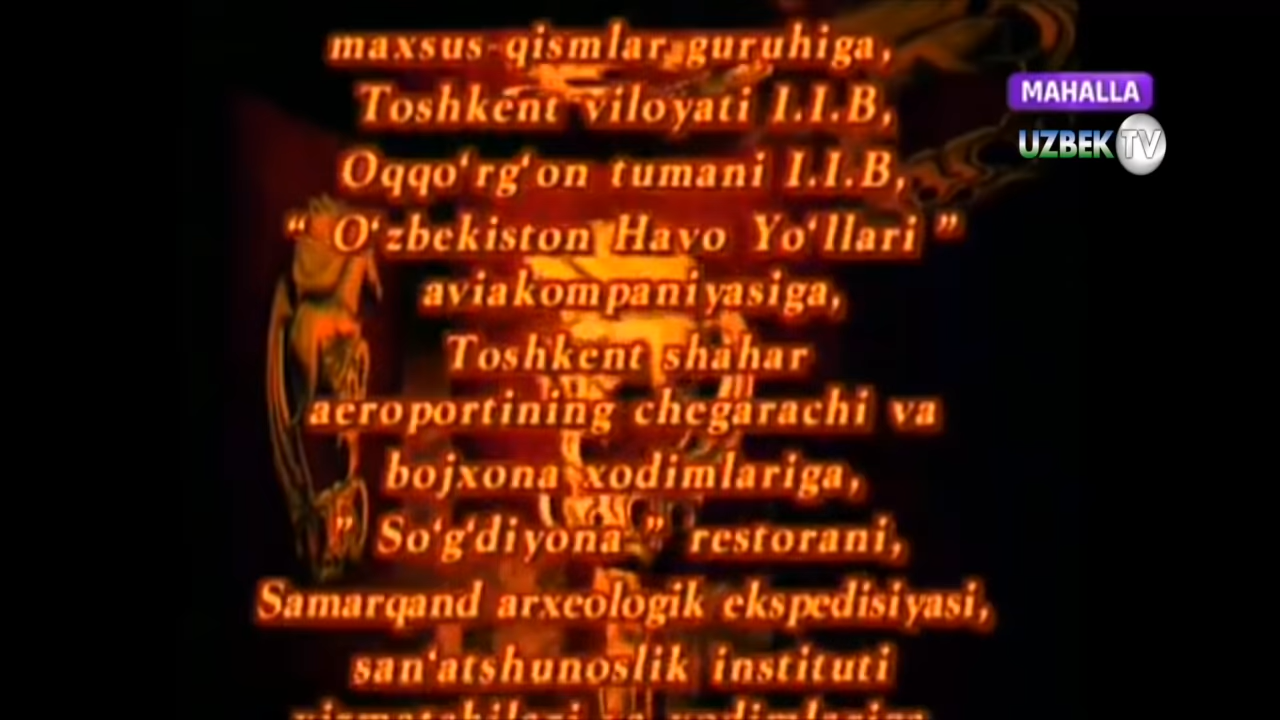 maxsus qismlar guruhiga,
Toshkent viloyati I.I.B,
Oqqo‘rg‘on tumani I.I.B,
“ O‘zbekiston Havo Yo‘llari ”
aviakompaniyasiga,
Toshkent shahar
aeroportining chegarachi va
bojxona xodimlariga,
” So‘g‘diyona ” restorani,
Samarqand arxeologik ekspedisiyasi,
san‘atshunoslik instituti
MAHALLA
UZBEK TV